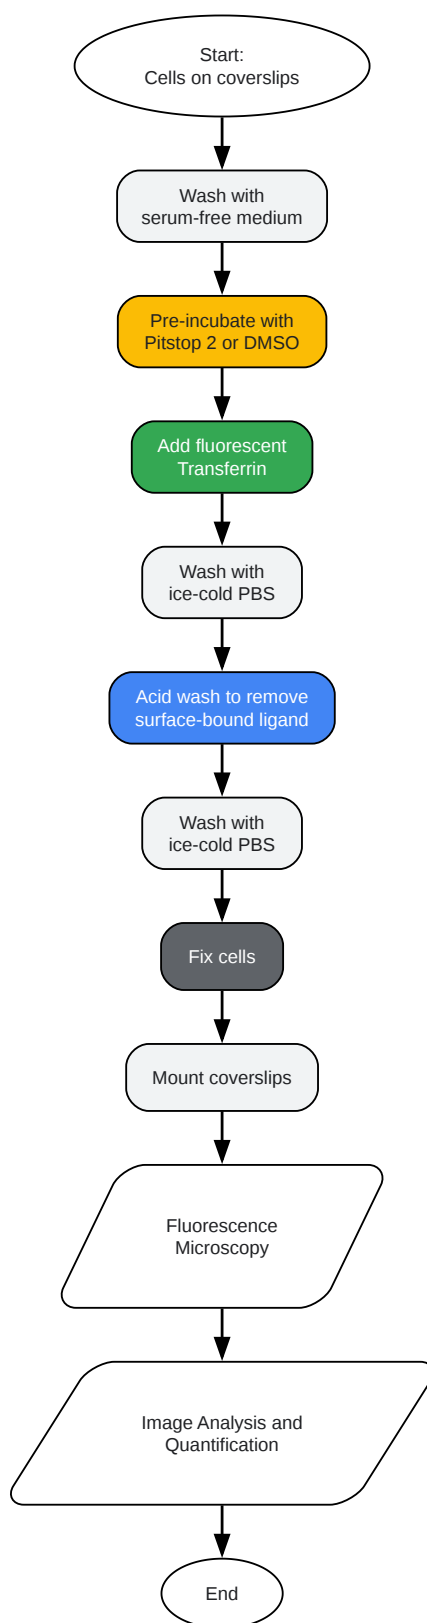 Start:
Cells on coverslips
Wash with
serum-free medium
Pre-incubate with
Pitstop 2 or DMSO
Add fluorescent
Transferrin
Wash with
ice-cold PBS
Acid wash to remove
surface-bound ligand
Wash with
ice-cold PBS
Fix cells
Mount coverslips
Fluorescence
Microscopy
Image Analysis and
Quantification
End